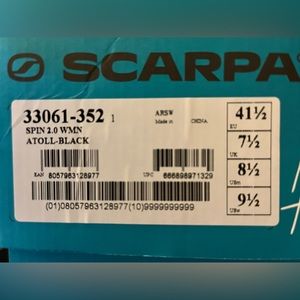 SCARPA
33061-352 1
SPIN 2.0 WMN
ATOLL-BLACK
ARSW
Made in CHINA
41½
EU
7½
UK
8½
USm
9½
USw
EAN 8057963128977
UPC 666898971329
(01)08057963128977(10)9999999999